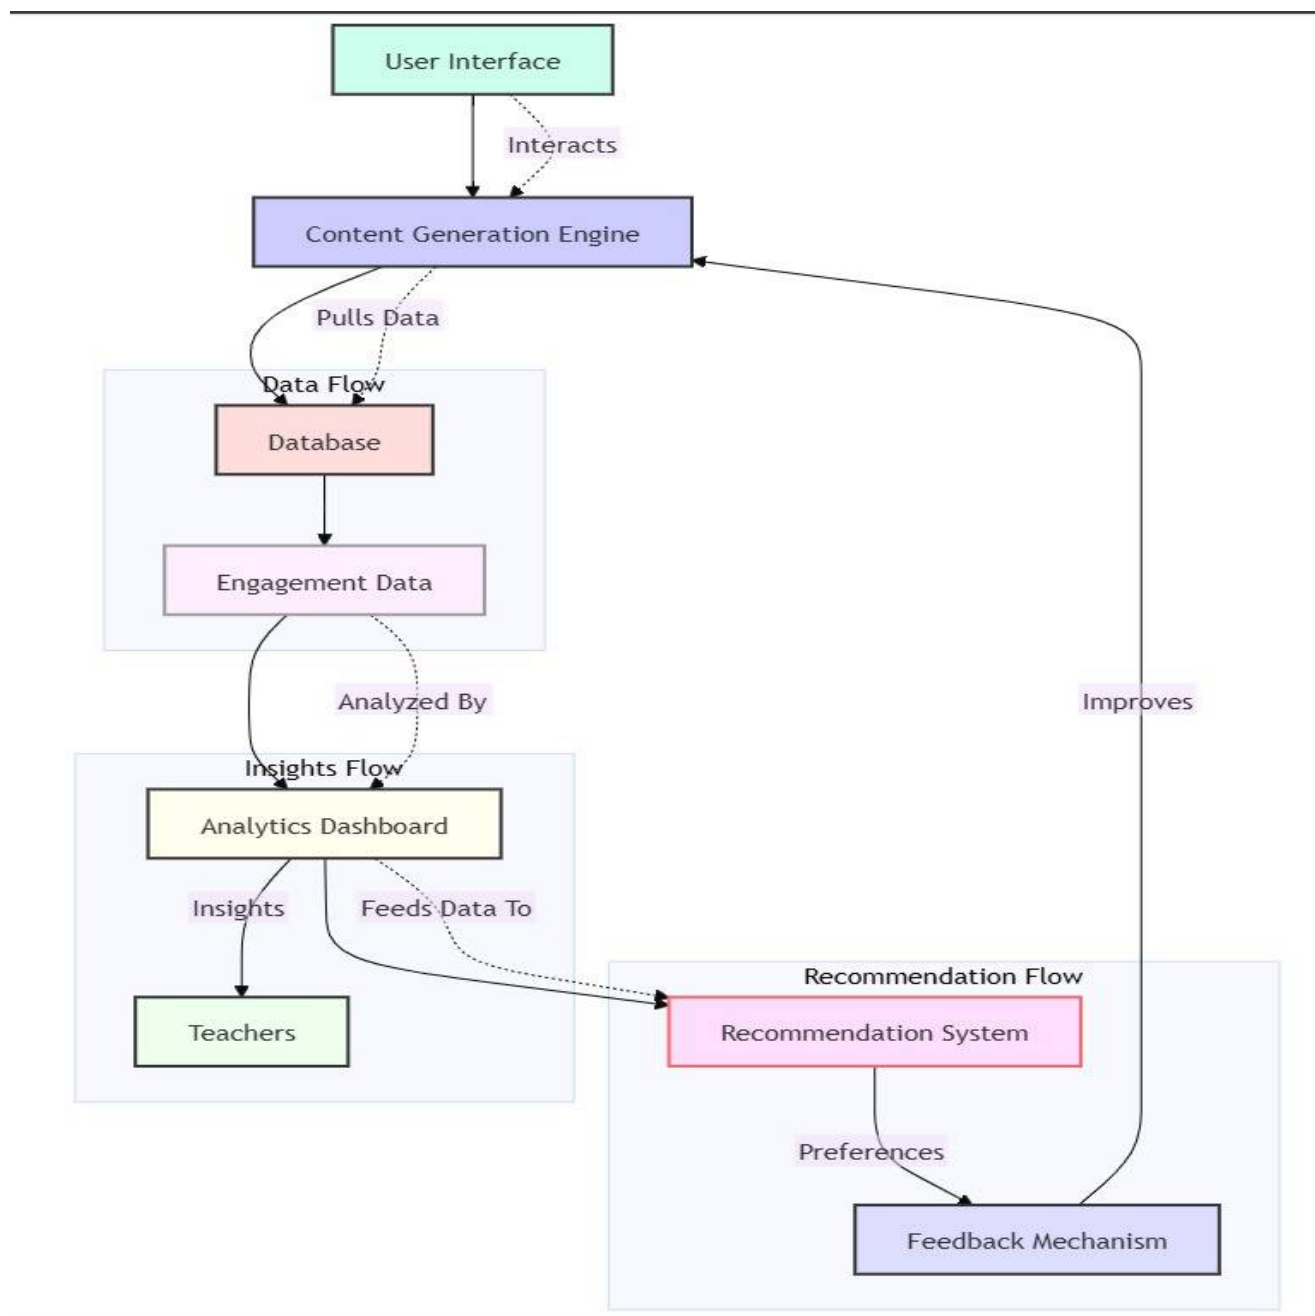 User Interface
Interacts
Content Generation Engine
Pulls Data
Data Flow
Database
Engagement Data
Analyzed By
Improves
Insights Flow
Analytics Dashboard
Insights
Feeds Data To
Recommendation Flow
Teachers
Recommendation System
Preferences
Feedback Mechanism